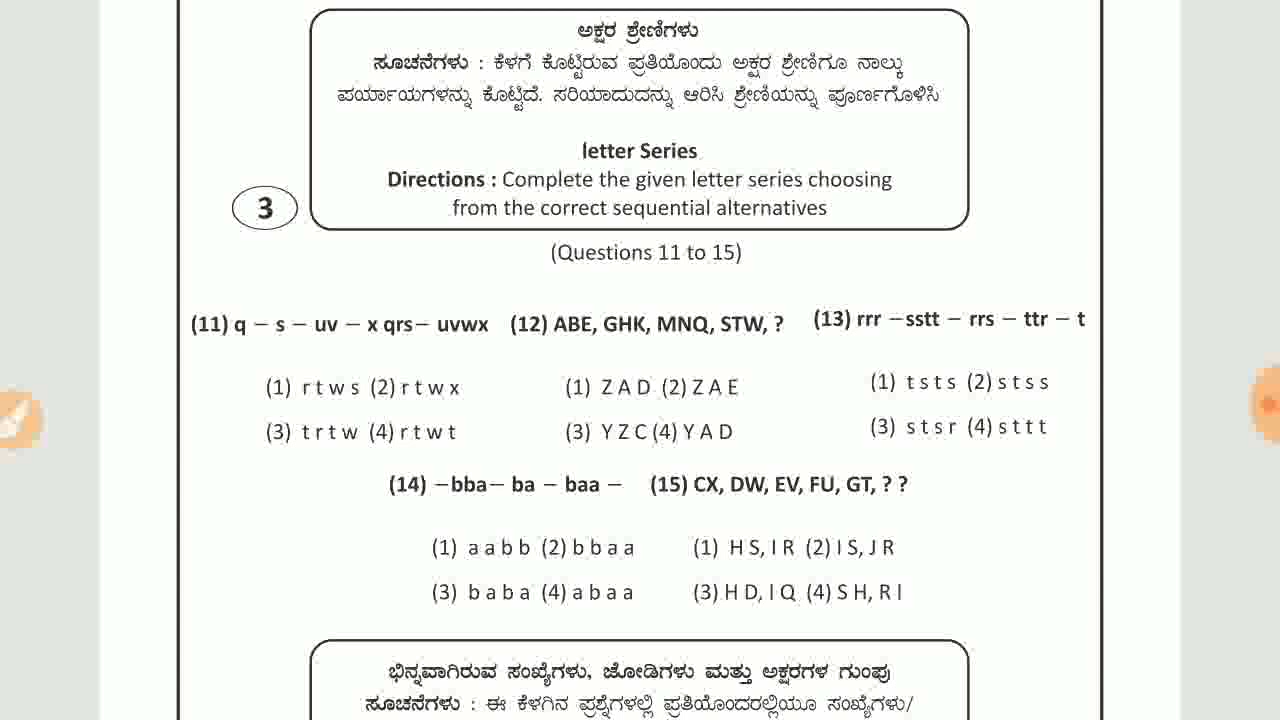 ಅಕ್ಷರ ಶ್ರೇಣಿಗಳು
ಸೂಚನೆಗಳು : ಕೆಳಗೆ ಕೊಟ್ಟಿರುವ ಪ್ರತಿಯೊಂದು ಅಕ್ಷರ ಶ್ರೇಣಿಗೂ ನಾಲ್ಕು
ಪರ್ಯಾಯಗಳನ್ನು ಕೊಟ್ಟಿದೆ. ಸರಿಯಾದುದನ್ನು ಆರಿಸಿ ಶ್ರೇಣಿಯನ್ನು ಪೂರ್ಣಗೊಳಿಸಿ
letter Series
Directions : Complete the given letter series choosing
from the correct sequential alternatives
3
(Questions 11 to 15)
(11) q – s – uv – x qrs– uvwx (12) ABE, GHK, MNQ, STW, ? (13) rrr –sstt – rrs – ttr – t
(1) r t w s (2) r t w x (1) Z A D (2) Z A E (1) t s t s (2) s t s s
(3) t r t w (4) r t w t (3) Y Z C (4) Y A D (3) s t s r (4) s t t t
(14) –bba– ba – baa – (15) CX, DW, EV, FU, GT, ? ?
(1) a a b b (2) b b a a (1) H S, I R (2) I S, J R
(3) b a b a (4) a b a a (3) H D, I Q (4) S H, R I
ಭಿನ್ನವಾಗಿರುವ ಸಂಖ್ಯೆಗಳು, ಜೋಡಿಗಳು ಮತ್ತು ಅಕ್ಷರಗಳ ಗುಂಪು
ಸೂಚನೆಗಳು : ಈ ಕೆಳಗಿನ ಪ್ರಶ್ನೆಗಳಲ್ಲಿ ಪ್ರತಿಯೊಂದರಲ್ಲಿಯೂ ಸಂಖ್ಯೆಗಳು/